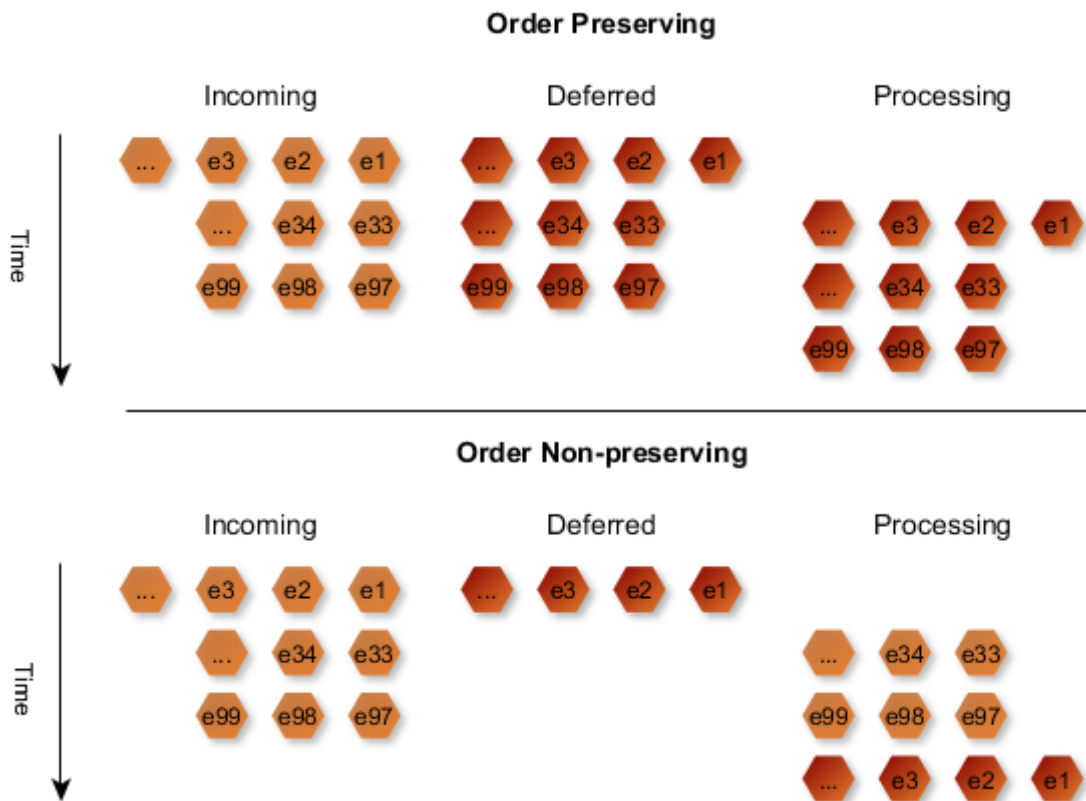 Order Preserving
Incoming Deferred Processing
... e3 e2 e1 ... e3 e2 e1
Time
... e34 e33 ... e34 e33 ... e3 e2 e1
e99 e98 e97 e99 e98 e97 ... e34 e33
e99 e98 e97
Order Non-preserving
Incoming Deferred Processing
... e3 e2 e1 ... e3 e2 e1
Time
... e34 e33 ... e34 e33
e99 e98 e97 e99 e98 e97
... e3 e2 e1